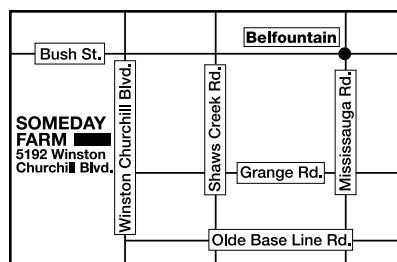 Belfountain
Bush St.
Winston Churchill Blvd.
Shaws Creek Rd.
Mississauga Rd.
SOMEDAY
FARM
5192 Winston
Churchill Blvd.
Grange Rd.
Olde Base Line Rd.